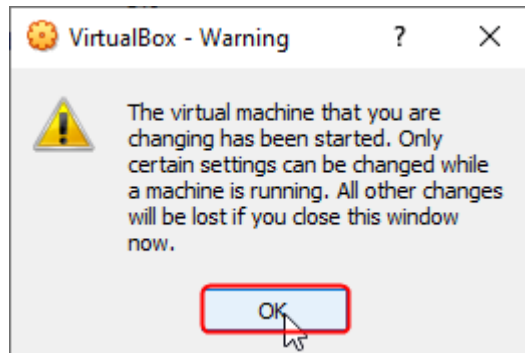 VirtualBox - Warning
The virtual machine that you are
changing has been started. Only
certain settings can be changed while
a machine is running. All other changes
will be lost if you close this window
now.
OK